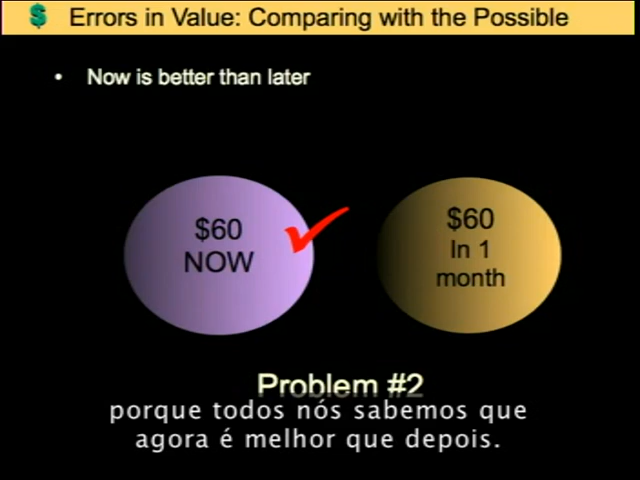 $ Errors in Value: Comparing with the Possible
• Now is better than later
$60
NOW
$60
In 1
month
Problem #2
porque todos nós sabemos que
agora é melhor que depois.